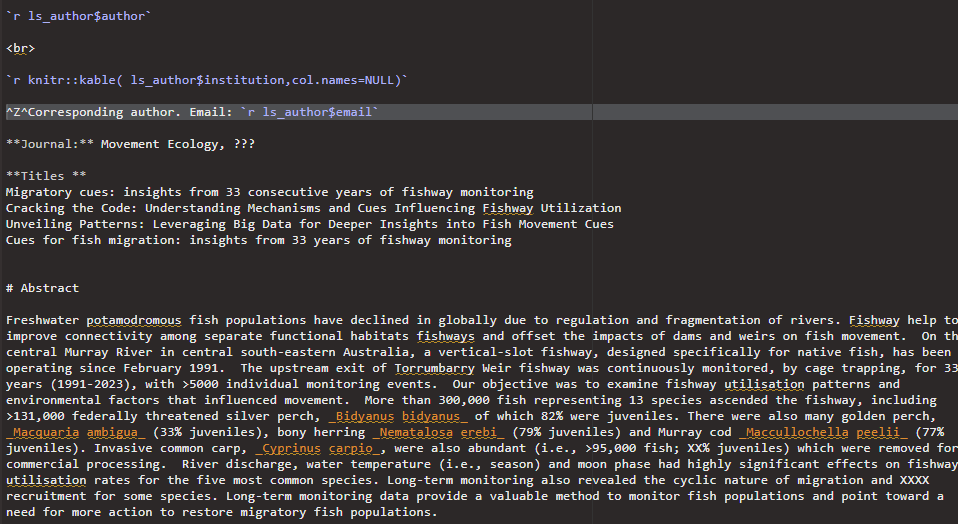 `r ls_author$author`
<br>
`r knitr::kable( ls_author$institution,col.names=NULL)`
^Z^Corresponding author. Email: `r ls_author$email`
**Journal:** Movement Ecology, ???
**Titles **
Migratory cues: insights from 33 consecutive years of fishway monitoring
Cracking the Code: Understanding Mechanisms and Cues Influencing Fishway Utilization
Unveiling Patterns: Leveraging Big Data for Deeper Insights into Fish Movement Cues
Cues for fish migration: insights from 33 years of fishway monitoring
# Abstract
Freshwater potamodromous fish populations have declined in globally due to regulation and fragmentation of rivers. Fishway help to
improve connectivity among separate functional habitats fishways and offset the impacts of dams and weirs on fish movement.  On th
central Murray River in central south-eastern Australia, a vertical-slot fishway, designed specifically for native fish, has been
operating since February 1991.  The upstream exit of Torrumbarry Weir fishway was continuously monitored, by cage trapping, for 33
years (1991-2023), with >5000 individual monitoring events.  Our objective was to examine fishway utilisation patterns and
environmental factors that influenced movement.  More than 300,000 fish representing 13 species ascended the fishway, including
>131,000 federally threatened silver perch, _Bidyanus bidyanus_ of which 82% were juveniles. There were also many golden perch,
_Macquaria ambigua_ (33% juveniles), bony herring _Nematalosa erebi_ (79% juveniles) and Murray cod _Maccullochella peelii_ (77%
juveniles). Invasive common carp, _Cyprinus carpio_, were also abundant (i.e., >95,000 fish; XX% juveniles) which were removed for
commercial processing.  River discharge, water temperature (i.e., season) and moon phase had highly significant effects on fishway
utilisation rates for the five most common species. Long-term monitoring also revealed the cyclic nature of migration and XXXX
recruitment for some species. Long-term monitoring data provide a valuable method to monitor fish populations and point toward a
need for more action to restore migratory fish populations.